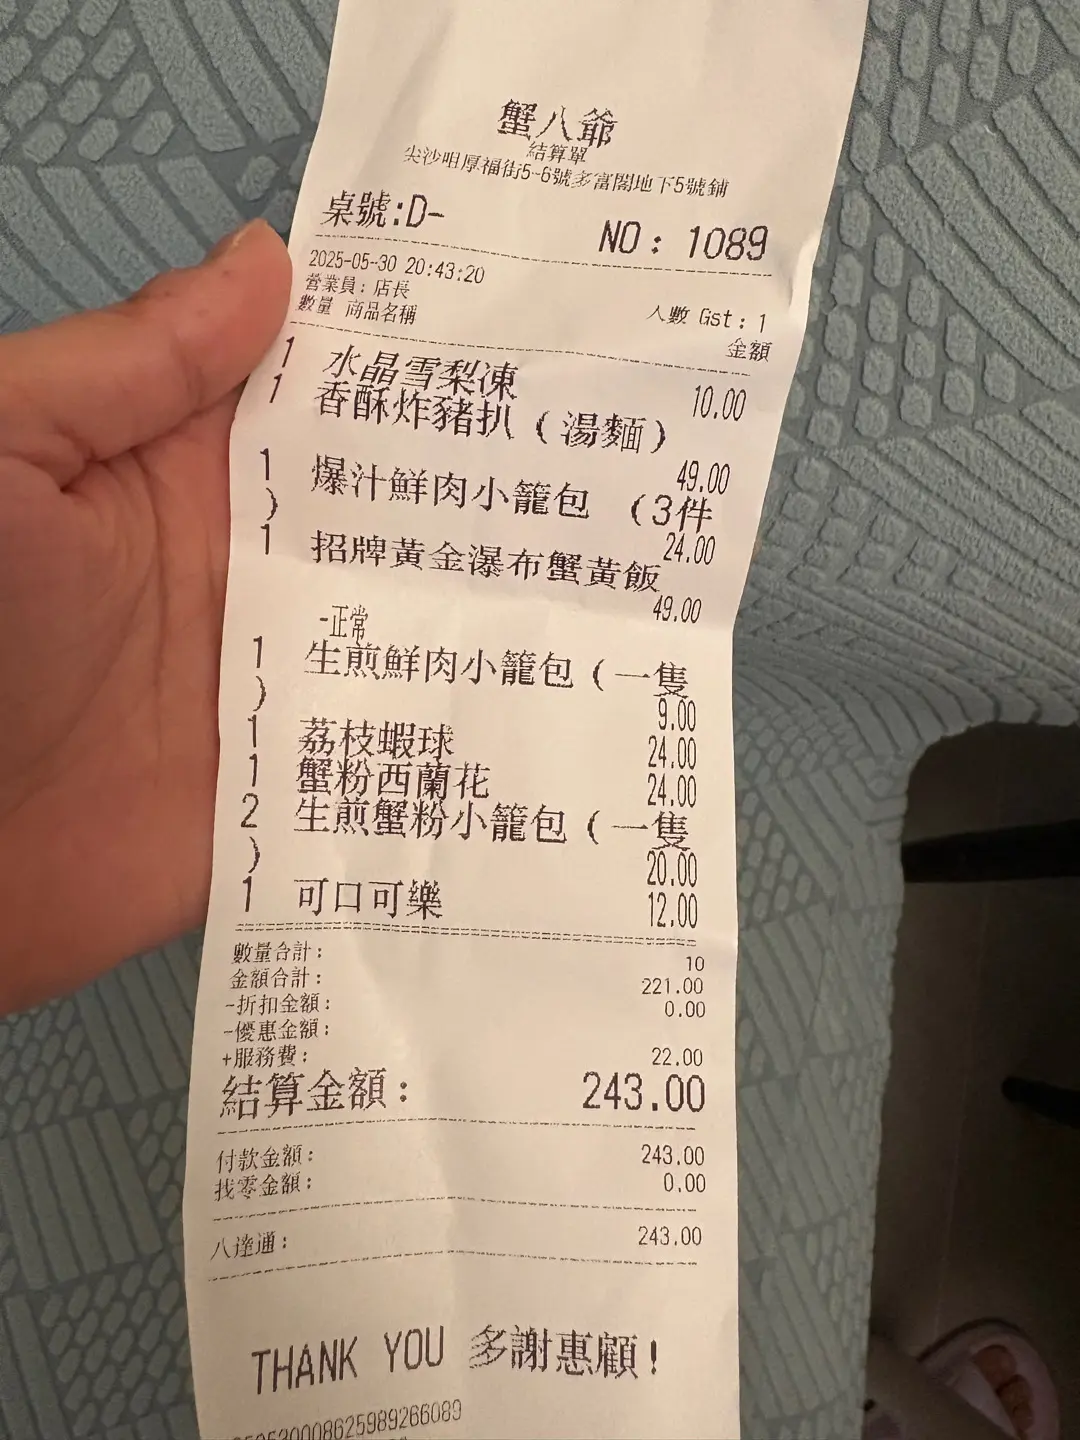 蟹八爺
結算單
尖沙咀厚福街5-6號多富閣地下5號鋪
桌號:D-
NO: 1089
2025-05-30 20:43:20
營業員:店長
人數 Gst: 1
數量 商品名稱 金額
1 水晶雪梨凍 10.00
1 香酥炸豬扒(湯麵)
49.00
1 爆汁鮮肉小籠包 (3件
) 24.00
1 招牌黃金瀑布蟹黃飯
49.00
-正常
1 生煎鮮肉小籠包(一隻
) 9.00
1 荔枝蝦球 24.00
1 蟹粉西蘭花 24.00
2 生煎蟹粉小籠包(一隻
) 20.00
1 可口可樂 12.00
數量合計: 10
金額合計: 221.00
-折扣金額: 0.00
-優惠金額:
+服務費: 22.00
結算金額: 243.00
付款金額: 243.00
找零金額: 0.00
八達通: 243.00
THANK YOU 多謝惠顧!